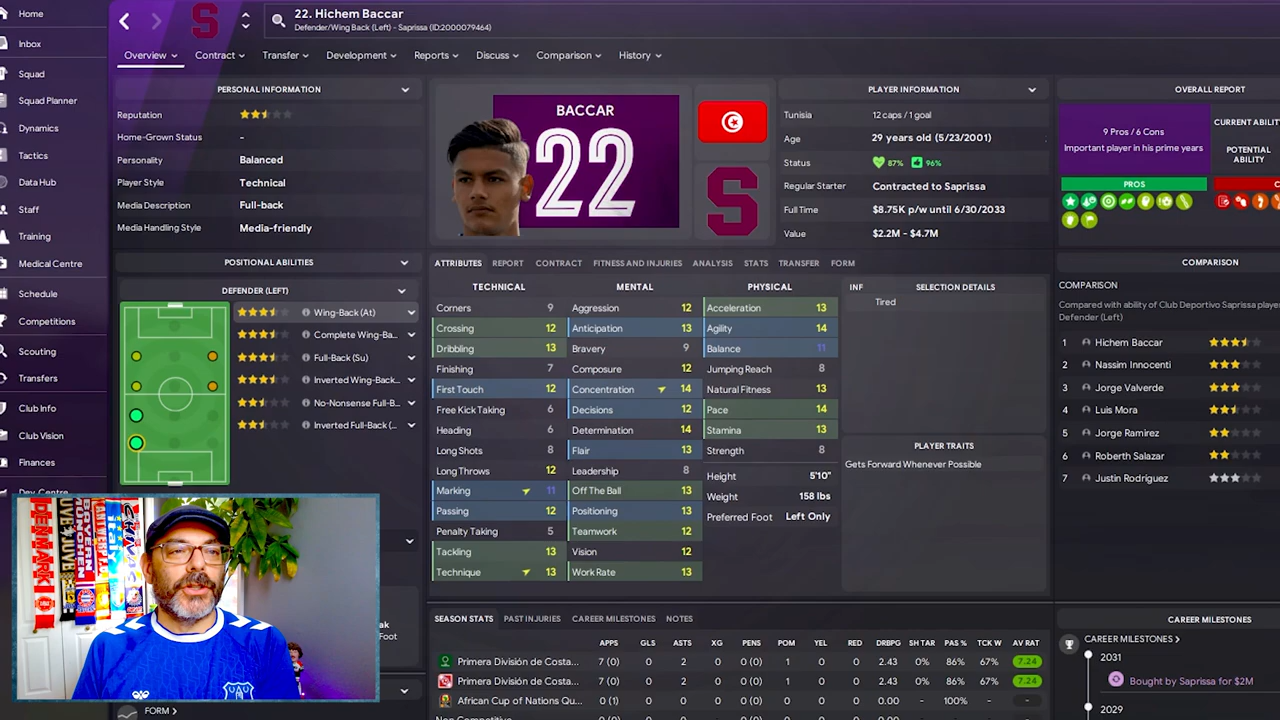 Home
Inbox
Squad
Squad Planner
Dynamics
Tactics
Data Hub
Staff
Training
Medical Centre
Schedule
Competitions
Scouting
Transfers
Club Info
Club Vision
Finances
Dev Centre
S
22. Hichem Baccar
Defender/Wing Back (Left) - Saprissa (ID:2000079464)
Overview Contract Transfer Development Reports Discuss Comparison History
PERSONAL INFORMATION
Reputation
Home-Grown Status -
Personality Balanced
Player Style Technical
Media Description Full-back
Media Handling Style Media-friendly
BACCAR
22
S
PLAYER INFORMATION
Tunisia 12 caps / 1 goal
Age 29 years old (5/23/2001)
Status 87% 96%
Regular Starter Contracted to Saprissa
Full Time $8.75K p/w until 6/30/2033
Value $2.2M - $4.7M
OVERALL REPORT
9 Pros / 6 Cons
Important player in his prime years
CURRENT ABILIT
POTENTIAL
ABILITY
PROS
C
POSITIONAL ABILITIES
DEFENDER (LEFT)
Wing-Back (At)
Complete Wing-Ba...
Full-Back (Su)
Inverted Wing-Back...
No-Nonsense Full-B...
Inverted Full-Back (...
ATTRIBUTES REPORT CONTRACT FITNESS AND INJURIES ANALYSIS STATS TRANSFER FORM
TECHNICAL MENTAL PHYSICAL
Corners 9 Aggression 12 Acceleration 13
Crossing 12 Anticipation 13 Agility 14
Dribbling 13 Bravery 9 Balance 11
Finishing 7 Composure 12 Jumping Reach 8
First Touch 12 Concentration 14 Natural Fitness 13
Free Kick Taking 6 Decisions 12 Pace 14
Heading 6 Determination 14 Stamina 13
Long Shots 8 Flair 13 Strength 8
Long Throws 12 Leadership 8
Marking 11 Off The Ball 13
Passing 12 Positioning 13
Penalty Taking 5 Teamwork 12
Tackling 13 Vision 12
Technique 13 Work Rate 13
Height 5'10"
Weight 158 lbs
Preferred Foot Left Only
INF SELECTION DETAILS
Tired
PLAYER TRAITS
Gets Forward Whenever Possible
COMPARISON
COMPARISON
Compared with ability of Club Deportivo Saprissa player
Defender (Left)
1 Hichem Baccar
2 Nassim Innocenti
3 Jorge Valverde
4 Luis Mora
5 Jorge Ramirez
6 Roberth Salazar
7 Justin Rodríguez
SEASON STATS PAST INJURIES CAREER MILESTONES NOTES
APPS GLS ASTS XG PENS POM YEL RED DRBPG SH TAR PAS % TCK W AV RAT
Primera División de Costa... 7 (0) 0 2 0 0 (0) 1 0 0 2.43 0% 86% 67% 7.24
Primera División de Costa... 7 (0) 0 2 0 0 (0) 1 0 0 2.43 0% 86% 67% 7.24
African Cup of Nations Qu... 0 (1) 0 0 0 0 (0) 0 0 0 0.00 - 100% - -
CAREER MILESTONES
CAREER MILESTONES
2031
Bought by Saprissa for $2M
2029
ak
Foot
FORM
DENMARK
JUVE
BAYERN
MÜNCHEN
Italy